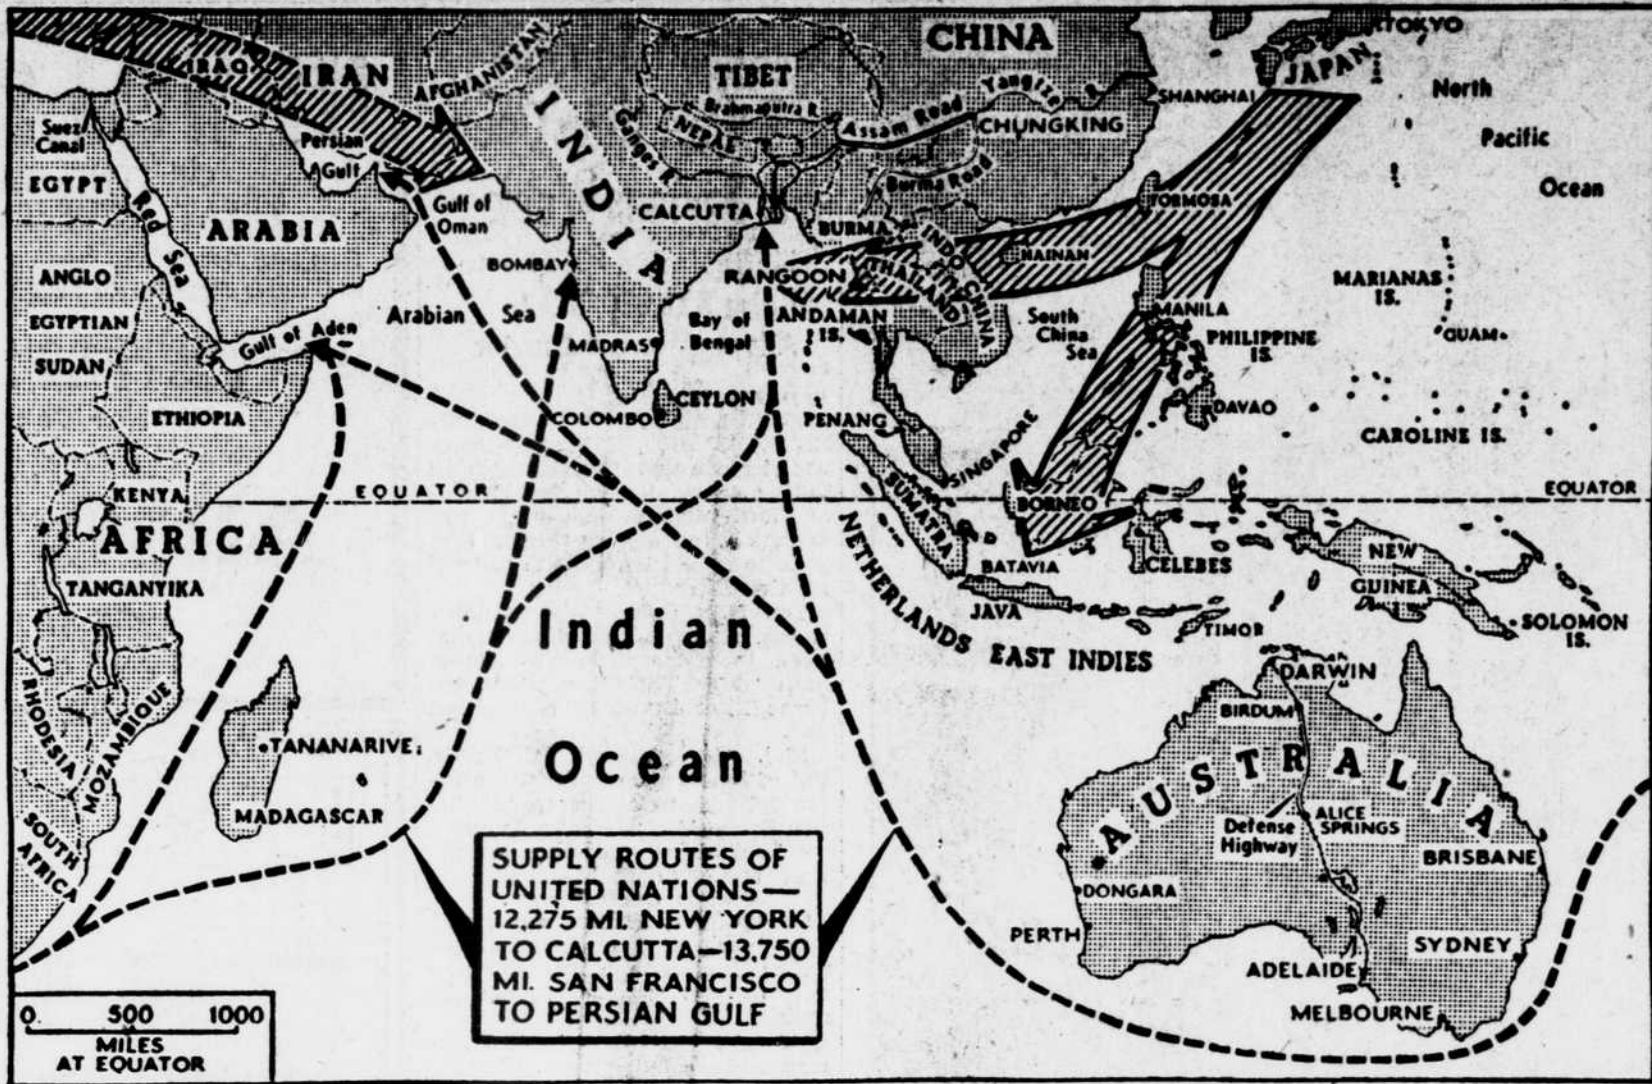 TOKYO
CHINA
JAPAN
IRAQ
IRAN
AFGHANISTAN
TIBET
Brahmaputra R.
Assam Road
Yangtze R.
SHANGHAI
North
Pacific
Ocean
Suez
Canal
Persian
Gulf
INDIA
Ganges R.
NEPAL
CHUNGKING
EGYPT
Red
Sea
Burma Road
ARABIA
Gulf of
Oman
CALCUTTA
BURMA
FORMOSA
INDO CHINA
HAINAN
ANGLO
EGYPTIAN
SUDAN
BOMBAY
RANGOON
THAILAND
MARIANAS
IS.
Gulf of Aden
Arabian Sea
Bay of
Bengal
ANDAMAN
IS.
South
China
Sea
MANILA
PHILIPPINE
IS.
GUAM
MADRAS
ETHIOPIA
CEYLON
COLOMBO
PENANG
DAVAO
CAROLINE IS.
SINGAPORE
KENYA
EQUATOR
EQUATOR
SUMATRA
BORNEO
AFRICA
TANGANYIKA
BATAVIA
CELEBES
NEW
GUINEA
JAVA
NETHERLANDS EAST INDIES
TIMOR
SOLOMON
IS.
Indian
Ocean
RHODESIA
MOZAMBIQUE
TANANARIVE
MADAGASCAR
SOUTH
AFRICA
DARWIN
BIRDUM
AUSTRALIA
Defense
Highway
ALICE
SPRINGS
BRISBANE
DONGARA
PERTH
SYDNEY
ADELAIDE
MELBOURNE
SUPPLY ROUTES OF
UNITED NATIONS—
12,275 MI. NEW YORK
TO CALCUTTA—13,750
MI. SAN FRANCISCO
TO PERSIAN GULF
0. 500 1000
MILES
AT EQUATOR